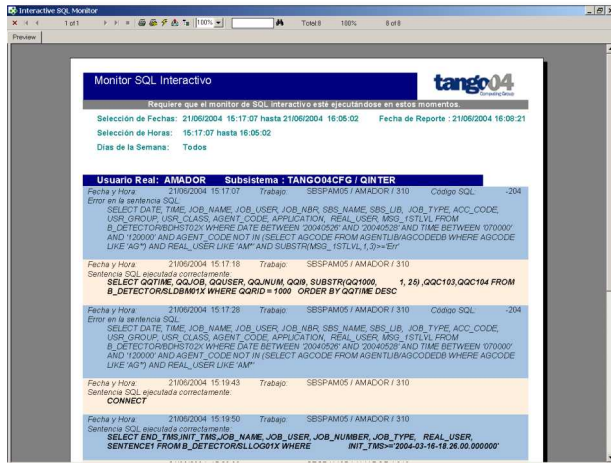 Interactive SQL Monitor
1 of 1
100%
Total:8
100%
8 of 8
Preview
Monitor SQL Interactivo
tango04
Computing Group
Requiere que el monitor de SQL Interactivo esté ejecutándose en estos momentos.
Selección de Fechas: 21/06/2004 15:17:07 hasta 21/06/2004 16:05:02 Fecha de Reporte : 21/06/2004 16:08:21
Selección de Horas: 15:17:07 hasta 16:05:02
Días de la Semana: Todos
Usuario Real: AMADOR Subsistema : TANGO04CFG / QINTER
Fecha y Hora: 21/06/2004 15:17:07 Trabajo: SBSPAM05 / AMADOR / 310 Código SQL: -204
Error en la sentencia SQL:
SELECT DATE, TIME, JOB_NAME, JOB_USER, JOB_NBR, SBS_NAME, SBS_LIB, JOB_TYPE, ACC_CODE,
USR_GROUP, USR_CLASS, AGENT_CODE, APPLICATION, REAL_USER, MSG_1STLVL FROM
B_DETECTOR/BDHST02X WHERE DATE BETWEEN '20040526' AND '20040528' AND TIME BETWEEN '070000'
AND '120000' AND AGENT_CODE NOT IN (SELECT AGCODE FROM AGENTLIB/AGCODEDB WHERE AGCODE
LIKE 'AG*') AND REAL_USER LIKE 'AM*' AND SUBSTR(MSG_1STLVL,1,3)>='Err'
Fecha y Hora: 21/06/2004 15:17:18 Trabajo: SBSPAM05 / AMADOR / 310
Sentencia SQL ejecutada correctamente:
SELECT QQTIME, QQJOB, QQUSER, QQJNUM, QQI9, SUBSTR(QQ1000, 1, 25) ,QQC103,QQC104 FROM
B_DETECTOR/SLDBM01X WHERE QQRID = 1000 ORDER BY QQTIME DESC
Fecha y Hora: 21/06/2004 15:17:28 Trabajo: SBSPAM05 / AMADOR / 310 Código SQL: -204
Error en la sentencia SQL:
SELECT DATE, TIME, JOB_NAME, JOB_USER, JOB_NBR, SBS_NAME, SBS_LIB, JOB_TYPE, ACC_CODE,
USR_GROUP, USR_CLASS, AGENT_CODE, APPLICATION, REAL_USER, MSG_1STLVL FROM
B_DETECTOR/BDHST02X WHERE DATE BETWEEN '20040526' AND '20040528' AND TIME BETWEEN '070000'
AND '120000' AND AGENT_CODE NOT IN (SELECT AGCODE FROM AGENTLIB/AGCODEDB WHERE AGCODE
LIKE 'AG*') AND REAL_USER LIKE 'AM*'
Fecha y Hora: 21/06/2004 15:19:43 Trabajo: SBSPAM05 / AMADOR / 310
Sentencia SQL ejecutada correctamente:
CONNECT
Fecha y Hora: 21/06/2004 15:19:50 Trabajo: SBSPAM05 / AMADOR / 310
Sentencia SQL ejecutada correctamente:
SELECT END_TMS,INIT_TMS,JOB_NAME, JOB_USER, JOB_NUMBER, JOB_TYPE, REAL_USER,
SENTENCE1 FROM B_DETECTOR/SLLOG01X WHERE INIT_TMS>='2004-03-16-18.26.00.000000'